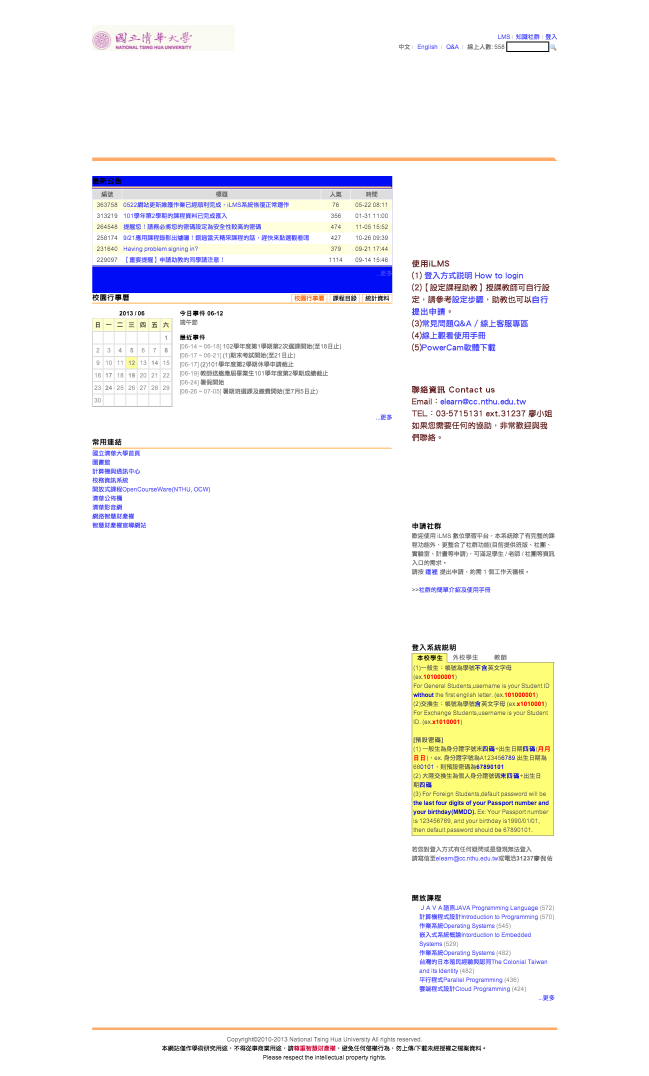 國立清華大學
NATIONAL TSING HUA UNIVERSITY
LMS | 知識社群 | 登入
中文 | English | Q&A | 線上人數: 558
最新公告
編號 標題 人氣 時間
363758 0522網站更新維護作業已經順利完成，iLMS系統恢復正常運作 76 05-22 08:11
313219 101學年第2學期的課程資料已完成匯入 356 01-31 11:00
264548 提醒您！請務必將您的密碼設定為安全性較高的密碼 474 11-05 15:52
258174 9/21應用課程錄影出爐囉！錯過當天精采課程的話，趕快來點選觀看唷 427 10-26 09:39
231640 Having problem signing in? 379 09-21 17:44
229097 【重要提醒】申請助教的同學請注意！ 1114 09-14 15:46
...更多
校園行事曆 校園行事曆 課程目錄 統計資料
2013 / 06
日 一 二 三 四 五 六
1
2 3 4 5 6 7 8
9 10 11 12 13 14 15
16 17 18 19 20 21 22
23 24 25 26 27 28 29
30
今日事件 06-12
端午節
最近事件
[06-14 ~ 06-18] 102學年度第1學期第2次選課開始(至18日止)
[06-17 ~ 06-21] (1)期末考試開始(至21日止)
[06-17] (2)101學年度第2學期休學申請截止
[06-19] 教師送繳應屆畢業生101學年度第2學期成績截止
[06-24] 暑假開始
[06-26 ~ 07-05] 暑期班選課及繳費開始(至7月5日止)
...更多
常用連結
國立清華大學首頁
圖書館
計算機與通訊中心
校務資訊系統
開放式課程OpenCourseWare(NTHU, OCW)
清華公佈欄
清華影音網
網路智慧財產權
智慧財產權宣導網站
使用iLMS
(1) 登入方式說明 How to login
(2)【設定課程助教】授課教師可自行設
定，請參考設定步驟，助教也可以自行
提出申請。
(3)常見問題Q&A / 線上客服專區
(4)線上觀看使用手冊
(5)PowerCam軟體下載
聯絡資訊 Contact us
Email：elearn@cc.nthu.edu.tw
TEL：03-5715131 ext.31237 廖小姐
如果您需要任何的協助，非常歡迎與我
們聯絡。
申請社群
歡迎使用 iLMS 數位學習平台，本系統除了有完整的課
程功能外，更整合了社群功能(目前提供班版、社團、
實驗室、計畫等申請)，可滿足學生 / 老師 / 社團等資訊
入口的需求。
請按 這裡 提出申請，約需 1 個工作天審核。
>>社群的簡單介紹及使用手冊
登入系統說明
本校學生 外校學生 教師
(1)一般生：帳號為學號不含英文字母
(ex.101000001)
For General Students,username is your Student ID
without the first english letter. (ex.101000001)
(2)交換生：帳號為學號含英文字母 (ex.x1010001)
For Exchange Students,username is your Student
ID. (ex.x1010001)
[預設密碼]
(1) 一般生為身分證字號末四碼+出生日期四碼(月月
日日)，ex. 身分證字號為A123456789 出生日期為
680101，則預設密碼為67890101
(2) 大陸交換生為個人身分證號碼末四碼+出生日
期四碼
(3) For Foreign Students,default password will be
the last four digits of your Passport number and
your birthday(MMDD). Ex: Your Passport number
is 123456789, and your birthday is1990/01/01,
then default password should be 67890101.
若您對登入方式有任何疑問或是發現無法登入
請寫信至elearn@cc.nthu.edu.tw或電洽31237廖倪佑
開放課程
ＪＡＶＡ語言JAVA Programming Language (572)
計算機程式設計Introduction to Programming (570)
作業系統Operating Systems (545)
嵌入式系統概論Intorduction to Embedded
Systems (529)
作業系統Operating Systems (482)
台灣的日本殖民經驗與認同The Colonial Taiwan
and its Identity (482)
平行程式Parallel Programming (436)
雲端程式設計Cloud Programming (424)
...更多
Copyright©2010-2013 National Tsing Hua University All rights reserved.
本網站僅作學術研究用途，不得從事商業用途，請尊重智慧財產權，避免任何侵權行為，勿上傳/下載未經授權之檔案資料。
Please respect the intellectual property rights.